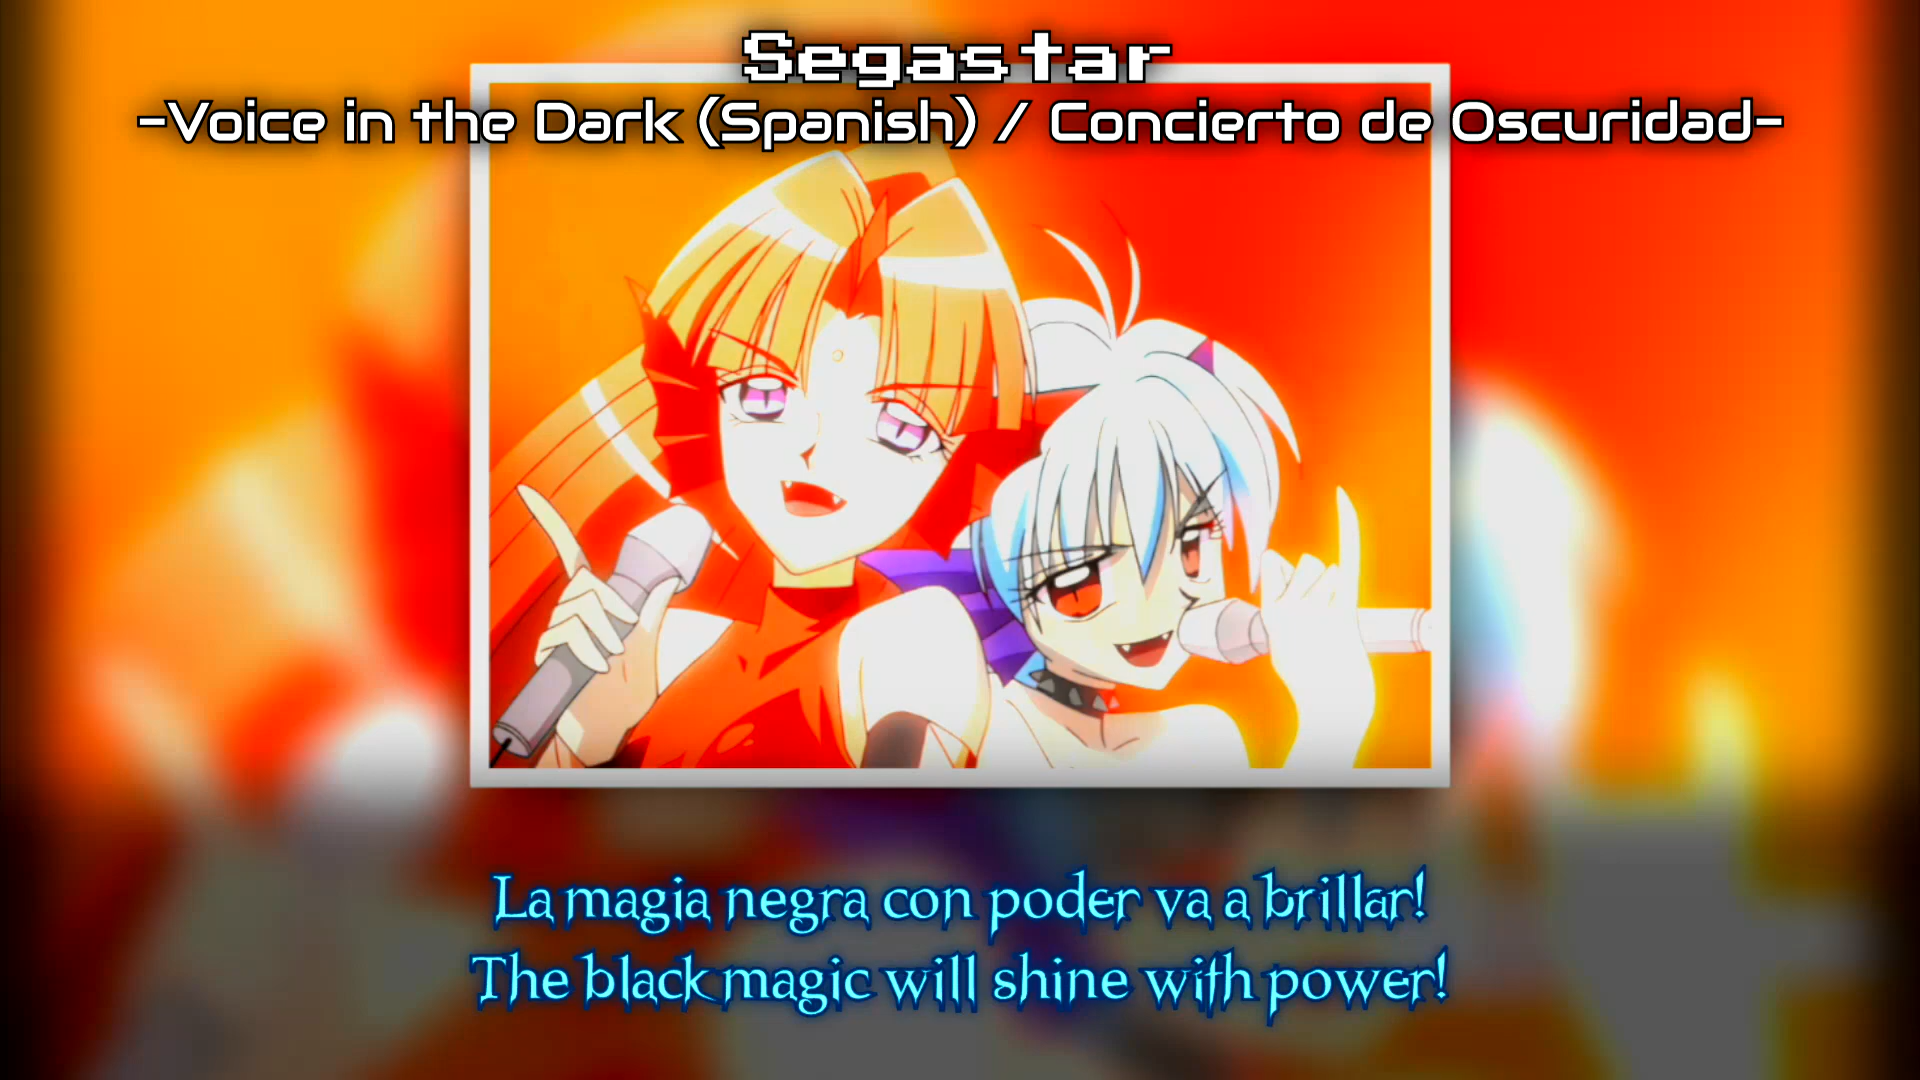 Segastar
-Voice in the Dark (Spanish) / Concierto de Oscuridad-
La magia negra con poder va a brillar!
The black magic will shine with power!